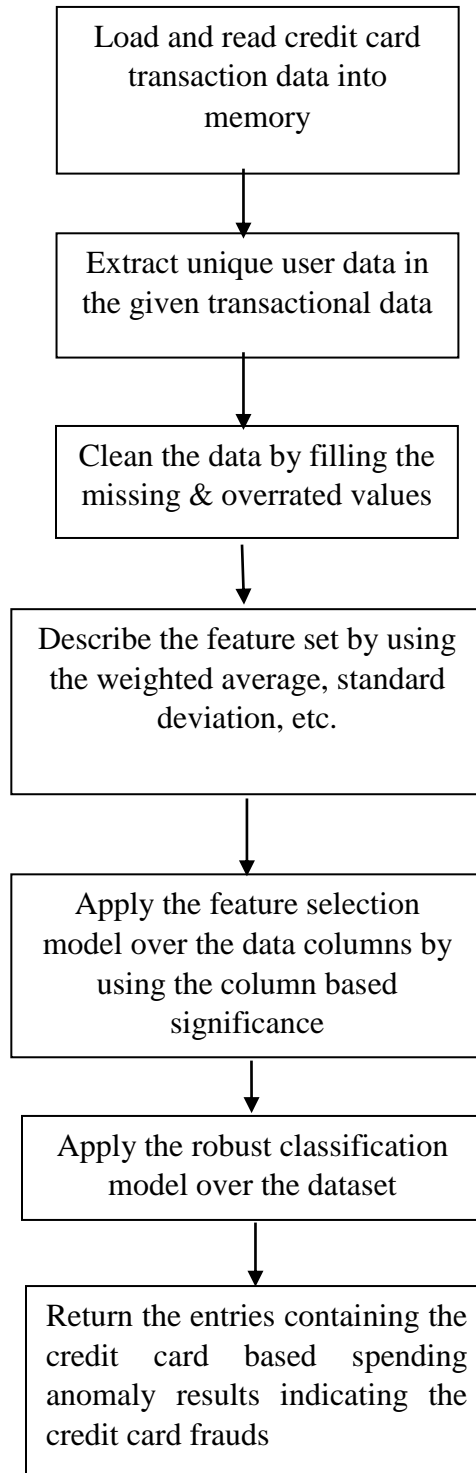 Load and read credit card
transaction data into
memory
Extract unique user data in
the given transactional data
Clean the data by filling the
missing & overrated values
Describe the feature set by using
the weighted average, standard
deviation, etc.
Apply the feature selection
model over the data columns by
using the column based
significance
Apply the robust classification
model over the dataset
Return the entries containing the
credit card based spending
anomaly results indicating the
credit card frauds